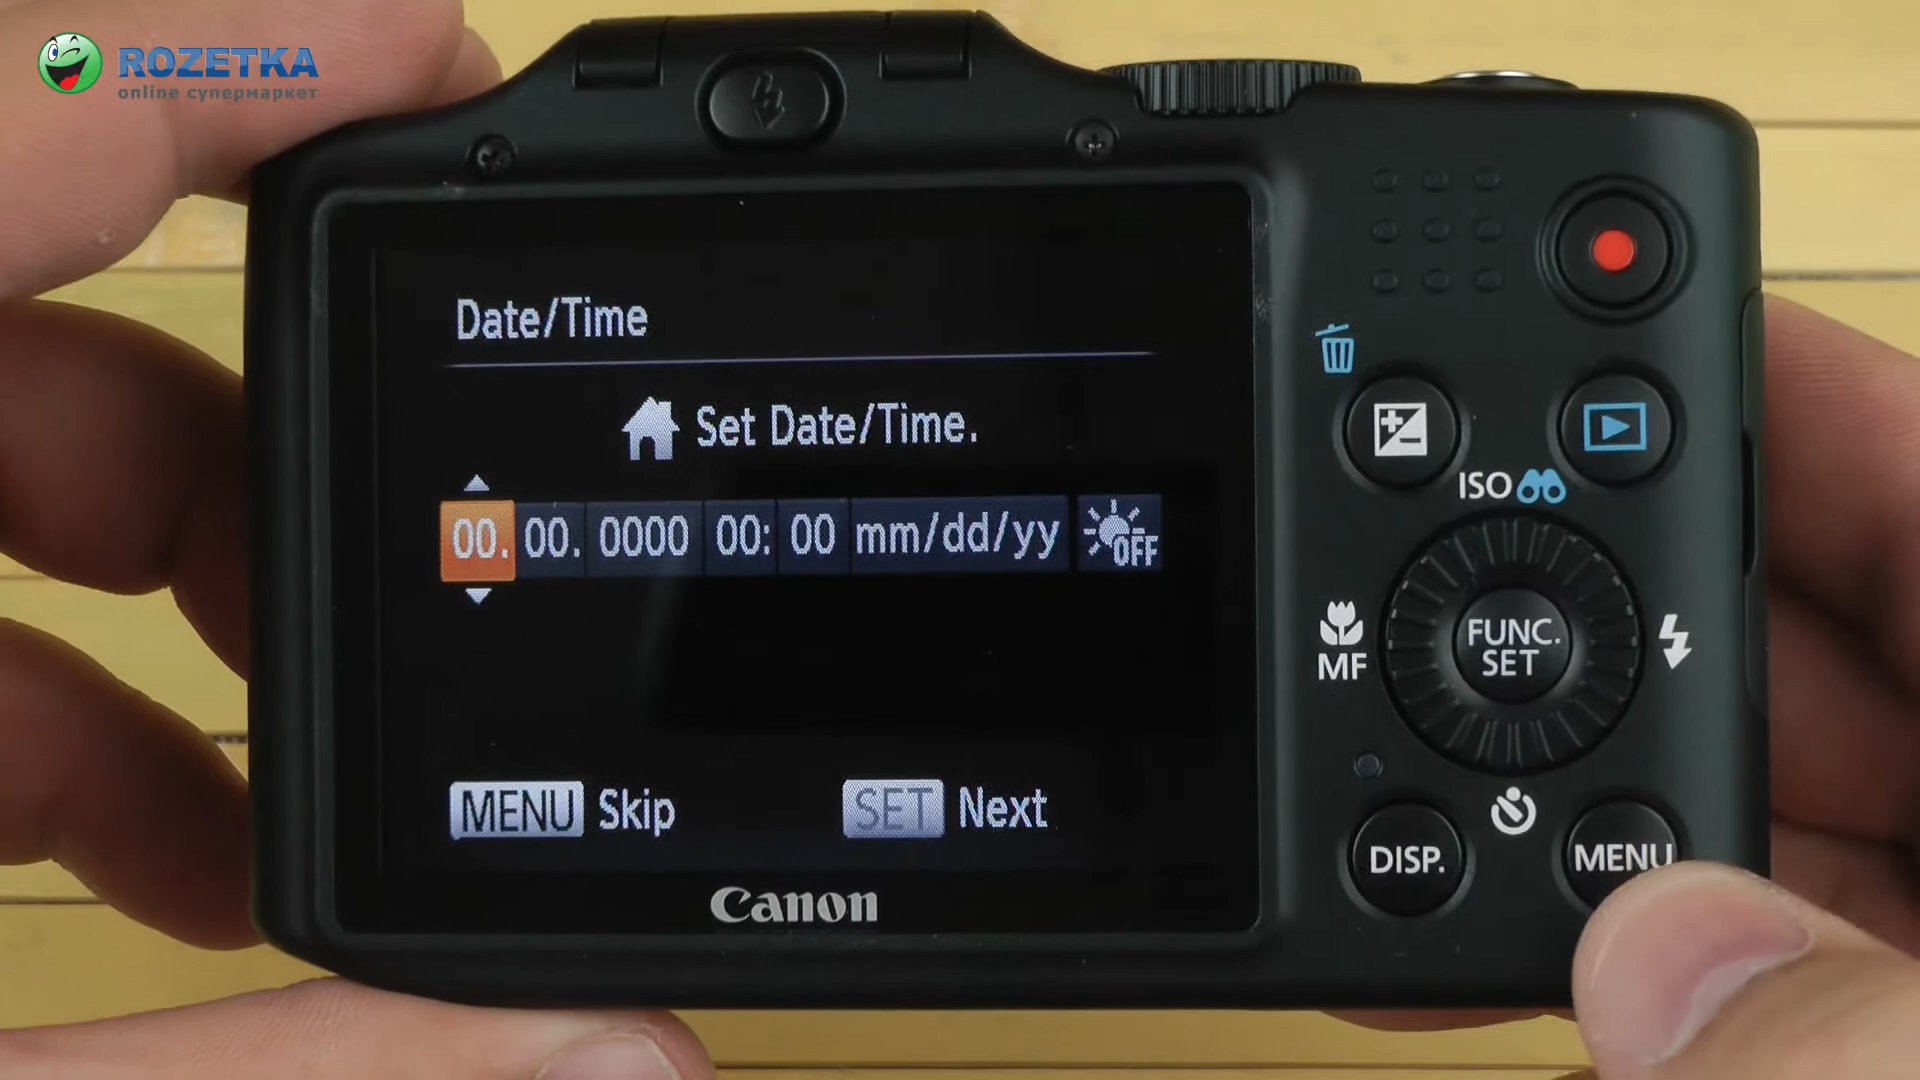 ROZETKA
online супермаркет
Date/Time
Set Date/Time.
00. 00. 0000 00: 00 mm/dd/yy OFF
MENU Skip SET Next
Canon
ISO
MF
FUNC.
SET
DISP. MENU